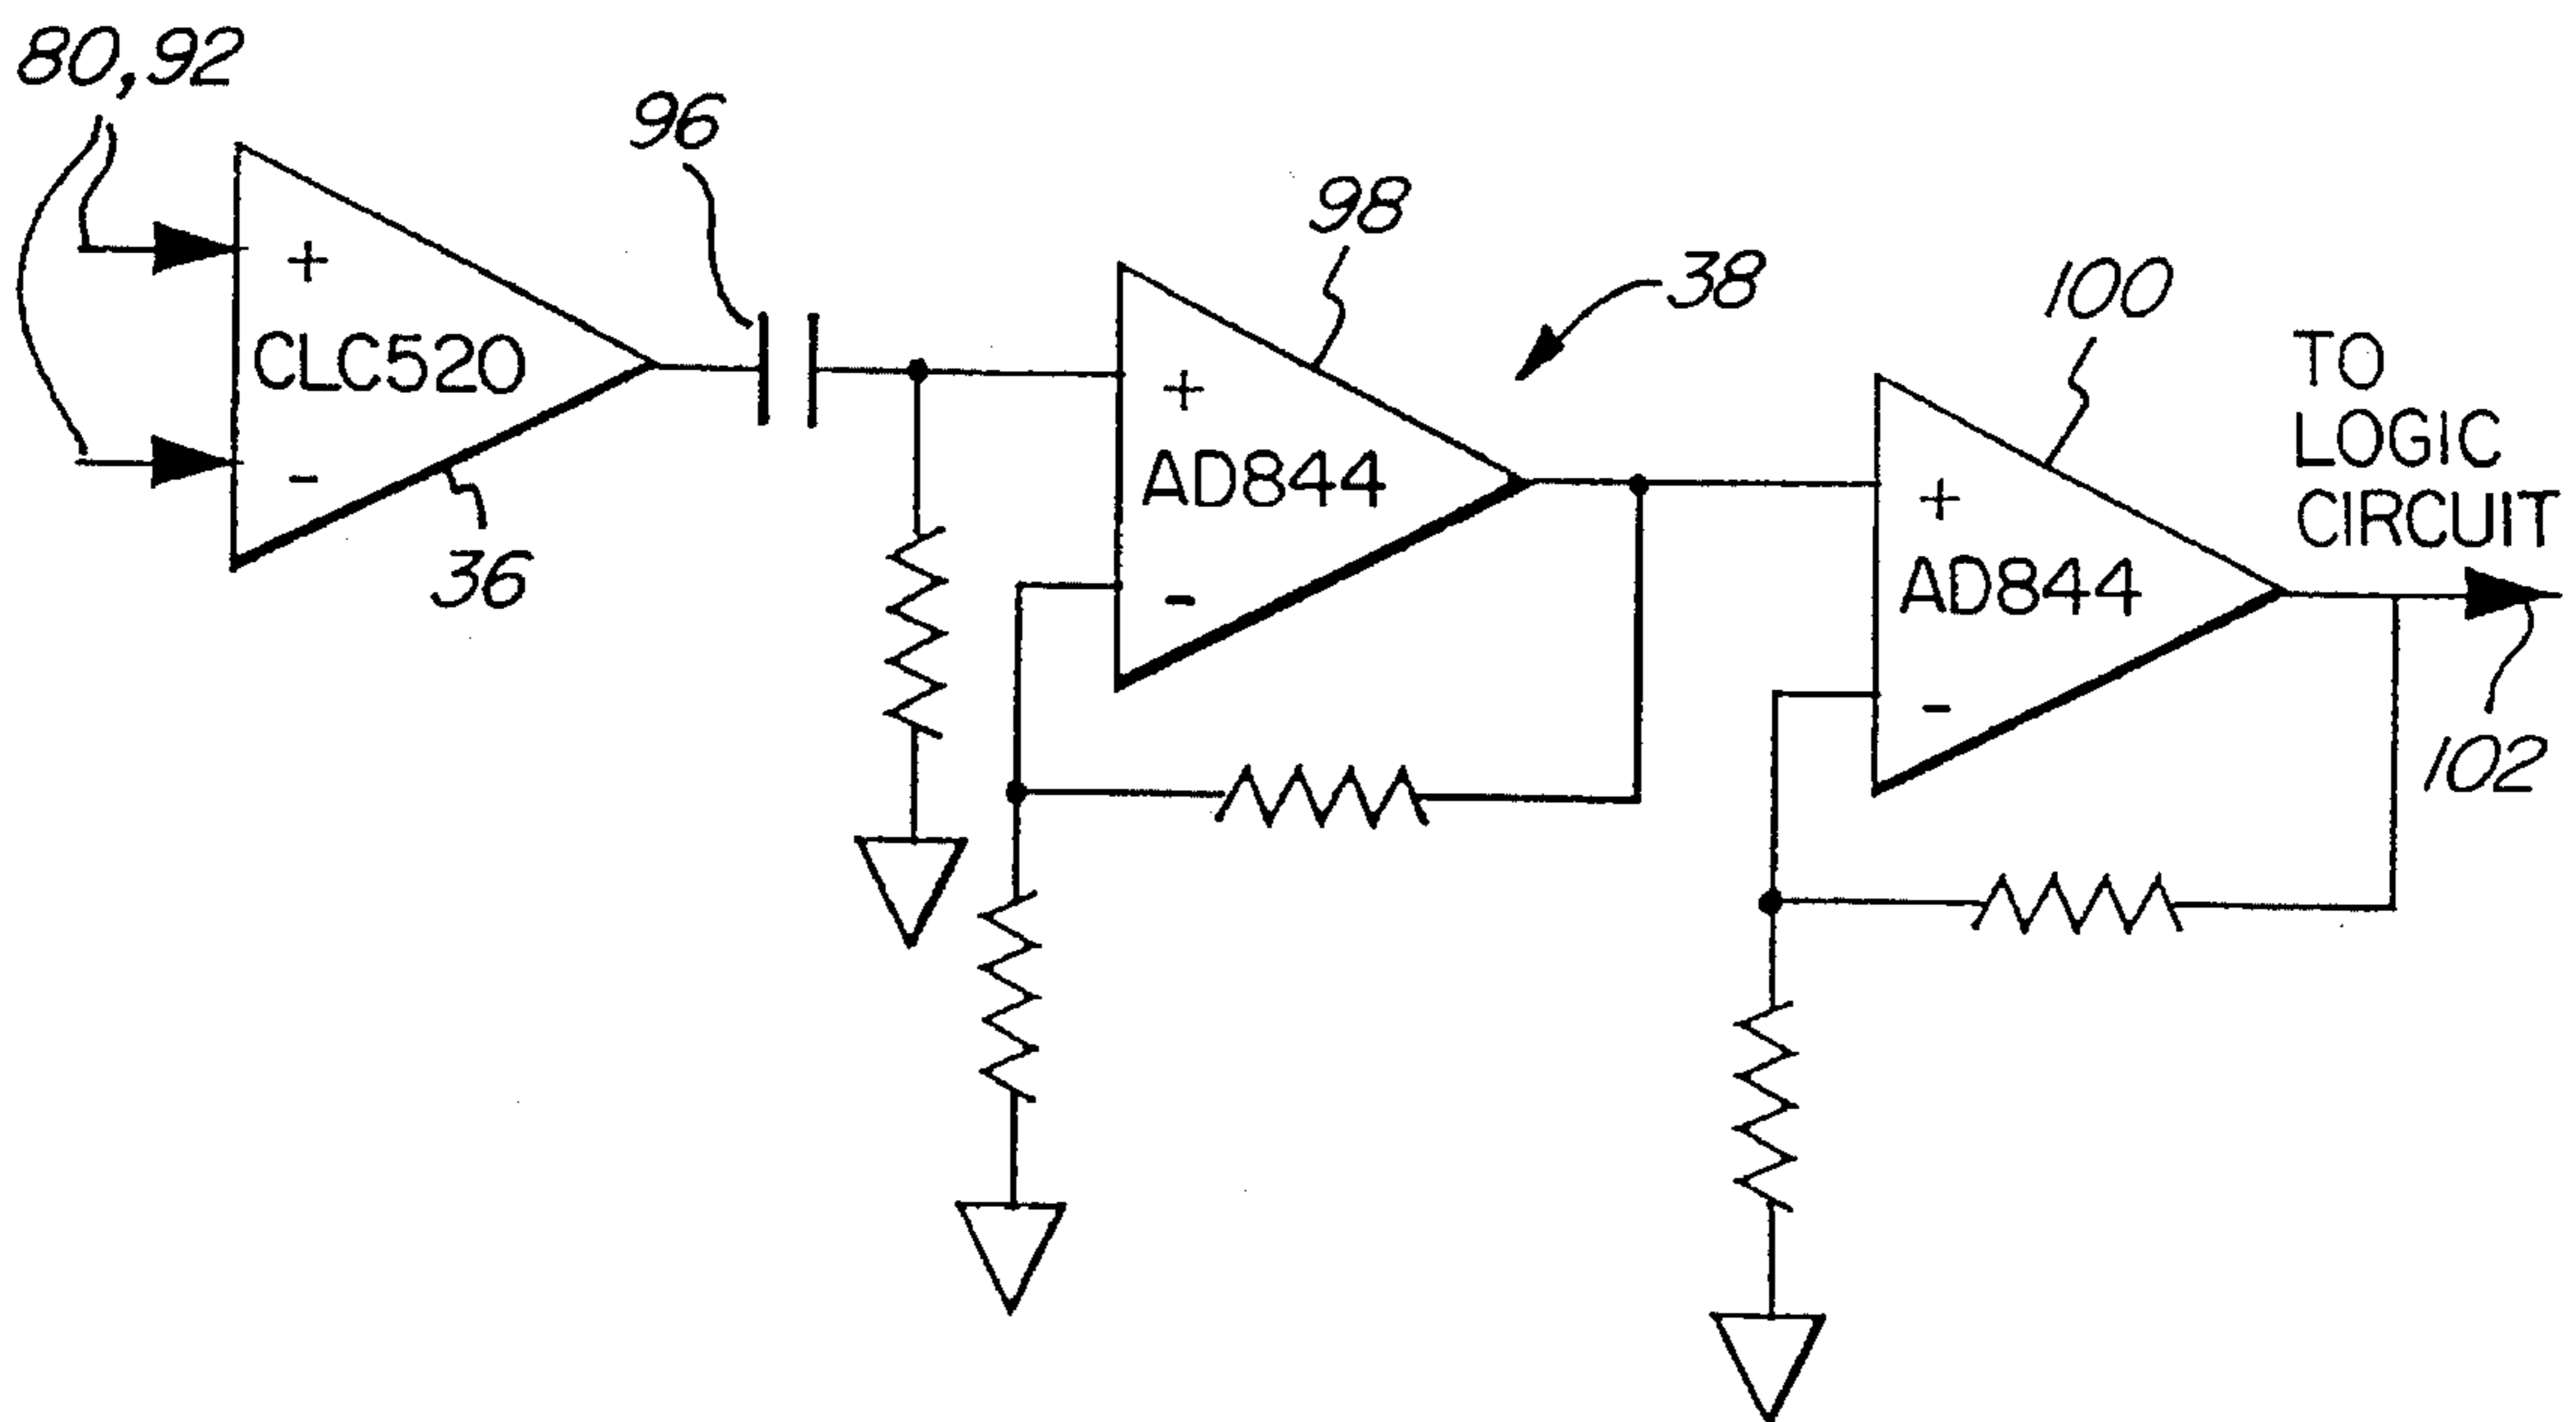 80,92
96
98
38
100
TO
LOGIC
CIRCUIT
+
CLC520
-
36
+
AD844
-
+
AD844
-
102